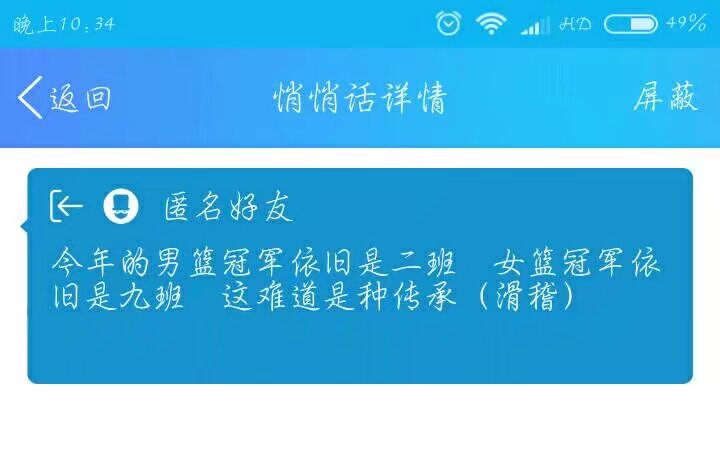 晚上10:34 HD 49%
返回 悄悄话详情 屏蔽
匿名好友
今年的男篮冠军依旧是二班 女篮冠军依
旧是九班 这难道是种传承（滑稽）